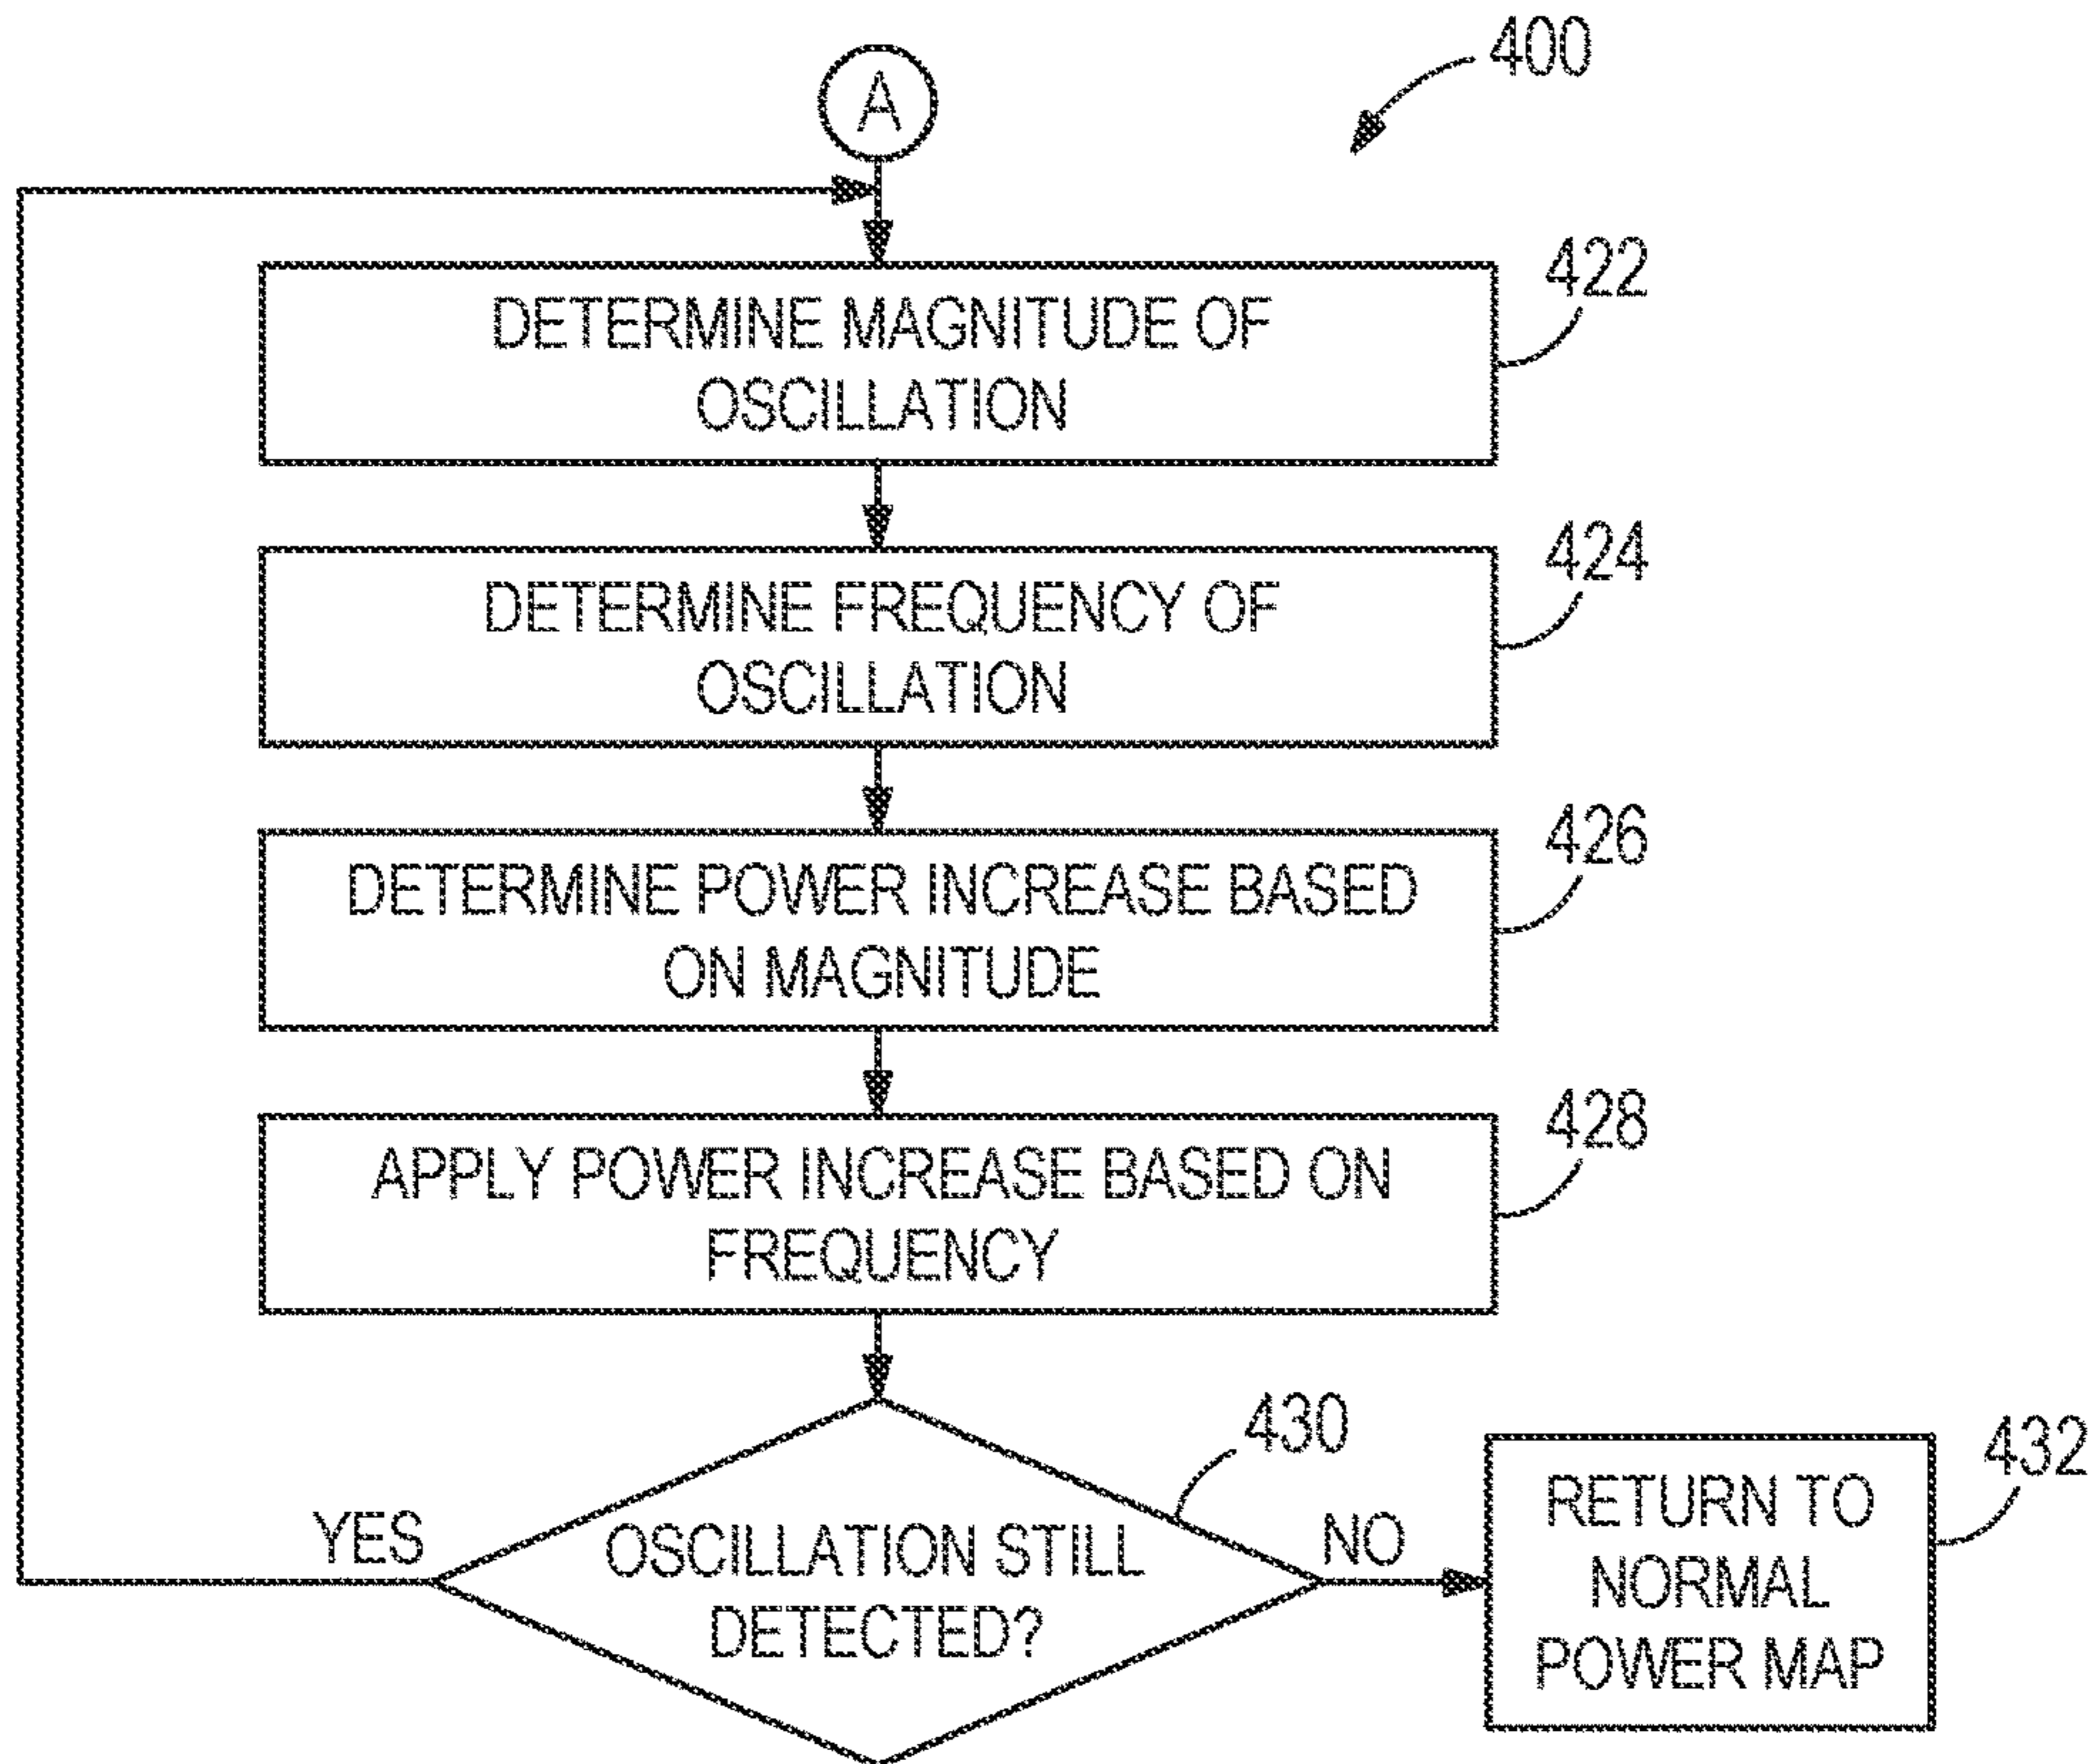 400
A
DETERMINE MAGNITUDE OF
OSCILLATION
422
DETERMINE FREQUENCY OF
OSCILLATION
424
DETERMINE POWER INCREASE BASED
ON MAGNITUDE
426
APPLY POWER INCREASE BASED ON
FREQUENCY
428
OSCILLATION STILL
DETECTED?
430
YES
NO
RETURN TO
NORMAL
POWER MAP
432